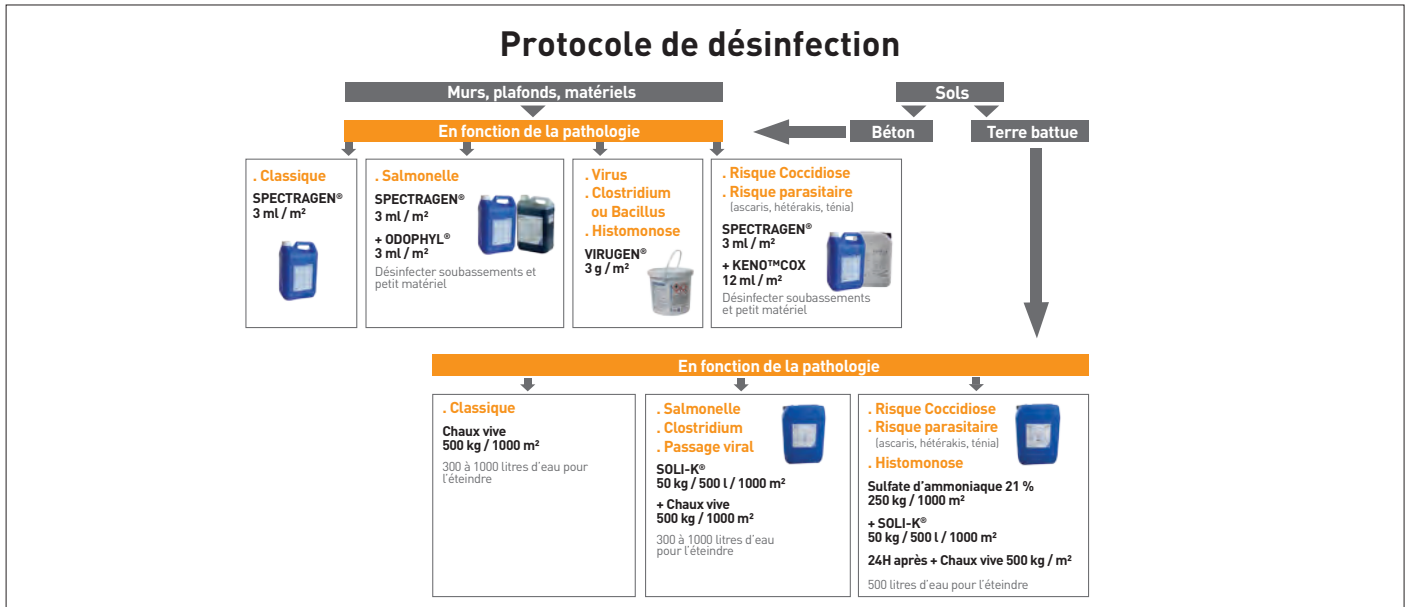 Protocole de désinfection
Murs, plafonds, matériels
Sols
En fonction de la pathologie
Béton
Terre battue
. Classique
SPECTRAGEN®
3 ml / m²
. Salmonelle
SPECTRAGEN®
3 ml / m²
+ ODOPHYL®
3 ml / m²
Désinfecter soubassements et
petit matériel
. Virus
. Clostridium
ou Bacillus
. Histomonose
VIRUGEN®
3 g / m²
. Risque Coccidiose
. Risque parasitaire
(ascaris, hétérakis, ténia)
SPECTRAGEN®
3 ml / m²
+ KENO™COX
12 ml / m²
Désinfecter soubassements
et petit matériel
En fonction de la pathologie
. Classique
Chaux vive
500 kg / 1000 m²
300 à 1000 litres d'eau pour
l'éteindre
. Salmonelle
. Clostridium
. Passage viral
SOLI-K®
50 kg / 500 l / 1000 m²
+ Chaux vive
500 kg / 1000 m²
300 à 1000 litres d'eau
pour l'éteindre
. Risque Coccidiose
. Risque parasitaire
(ascaris, hétérakis, ténia)
. Histomonose
Sulfate d'ammoniaque 21 %
250 kg / 1000 m²
+ SOLI-K®
50 kg / 500 l / 1000 m²
24H après + Chaux vive 500 kg / m²
500 litres d'eau pour l'éteindre